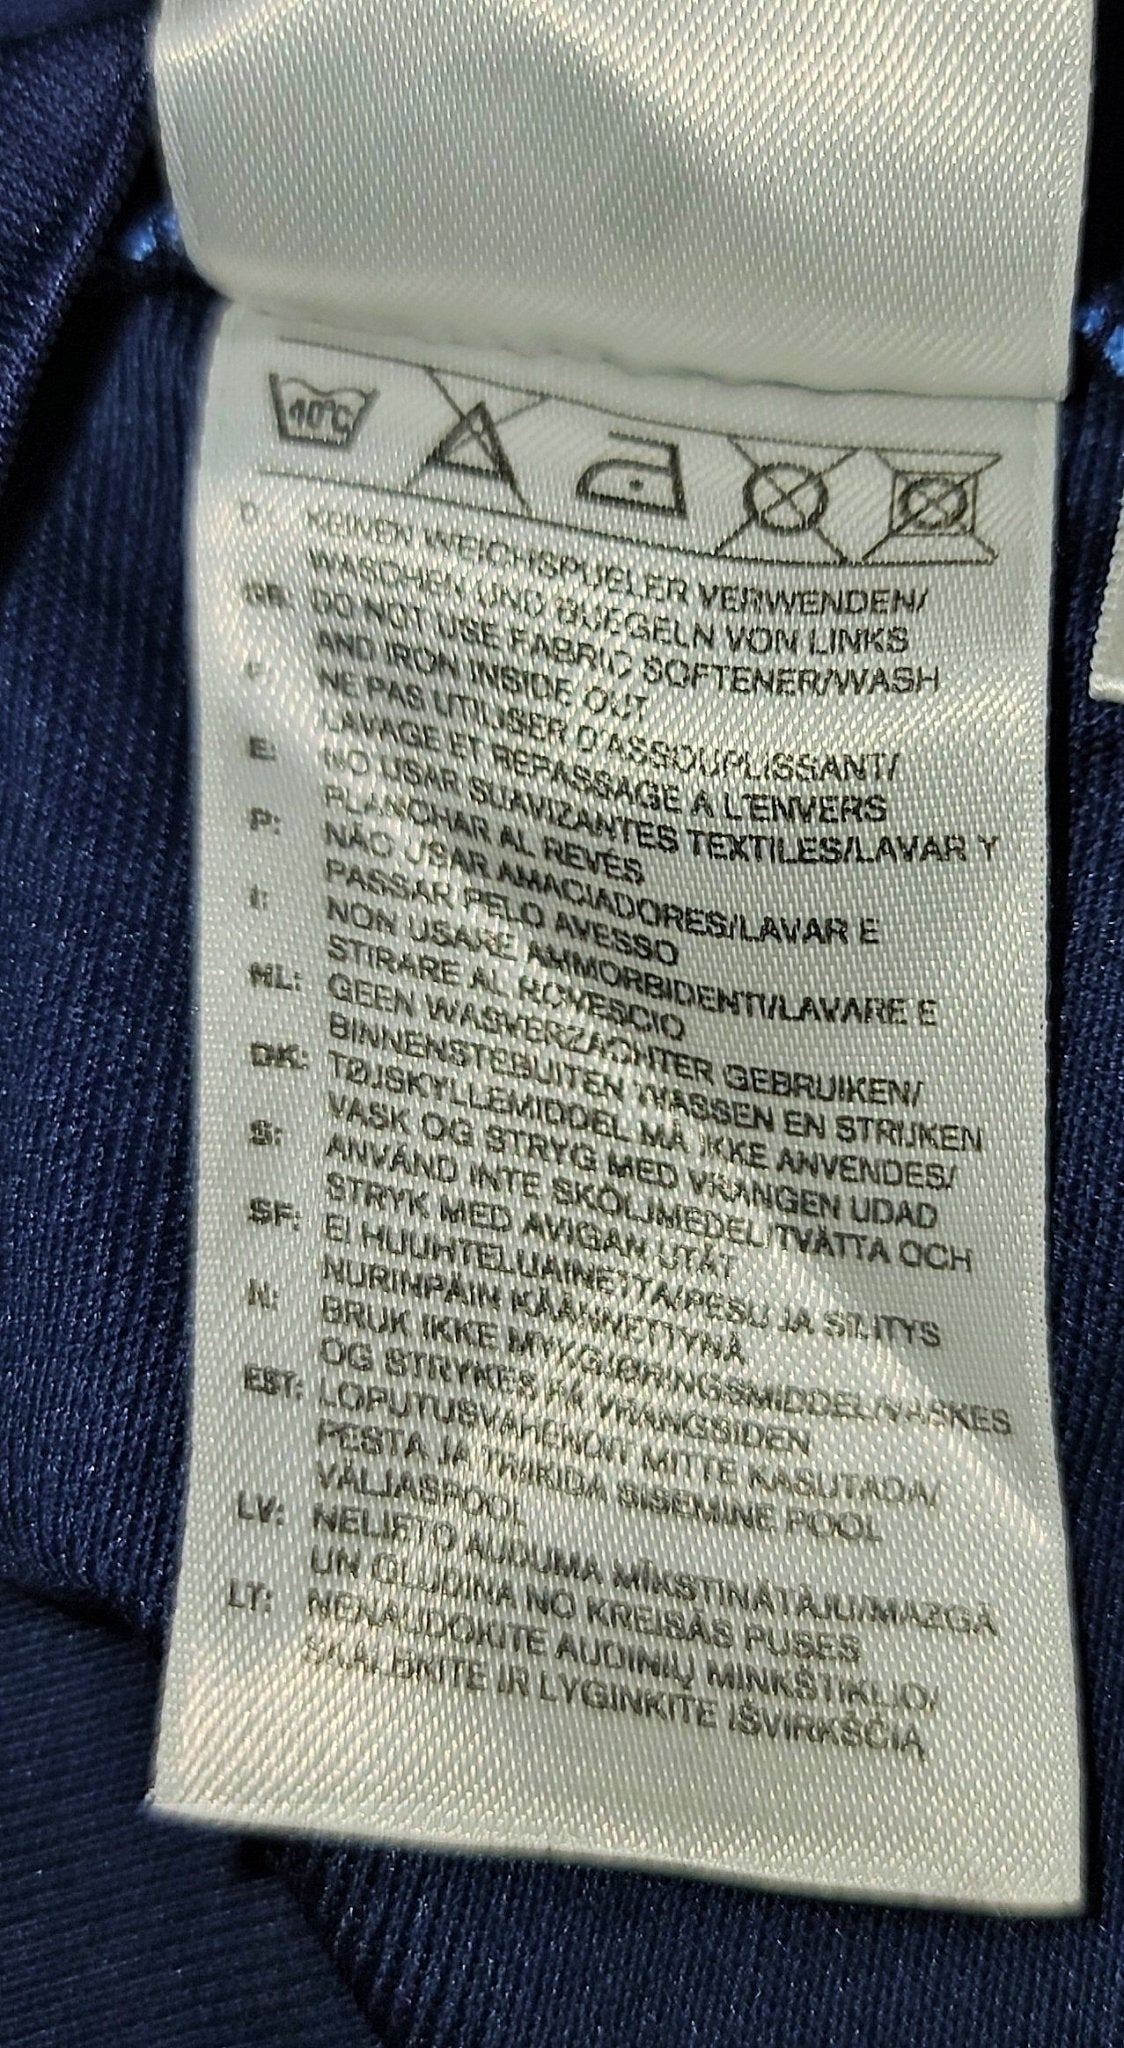 40°C
D: KEINEN WEICHSPUELER VERWENDEN/
WASCHEN UND BUEGELN VON LINKS
GB: DO NOT USE FABRIC SOFTENER/WASH
AND IRON INSIDE OUT
F: NE PAS UTILISER D'ASSOUPLISSANT/
LAVAGE ET REPASSAGE A L'ENVERS
E: NO USAR SUAVIZANTES TEXTILES/LAVAR Y
PLANCHAR AL REVÉS
P: NÃO USAR AMACIADORES/LAVAR E
PASSAR PELO AVESSO
I: NON USARE AMMORBIDENTI/LAVARE E
STIRARE AL ROVESCIO
NL: GEEN WASVERZACHTER GEBRUIKEN/
BINNENSTEBUITEN WASSEN EN STRIJKEN
DK: TØJSKYLLEMIDDEL MÅ IKKE ANVENDES/
VASK OG STRYG MED VRANGEN UDAD
S: ANVÄND INTE SKÖLJMEDEL/TVÄTTA OCH
STRYK MED AVIGAN UTÅT
SF: EI HUUHTELUAINETTA/PESU JA SILITYS
NURINPÄIN KÄÄNNETTYNÄ
N: BRUK IKKE MYKGJØRINGSMIDDEL/VASKES
OG STRYKES PÅ VRANGSIDEN
EST: LOPUTUSVAHENDIT MITTE KASUTADA/
PESTA JA TRIIKIDA SISEMINE POOL
VÄLJASPOOL
LV: NELIETO AUDUMA MĪKSTINĀTĀJU/MAZGĀ
UN GLUDINA NO KREISĀS PUSES
LT: NENAUDOKITE AUDINIŲ MINKŠTIKLIO/
SKALBKITE IR LYGINKITE IŠVIRKŠČIĄ